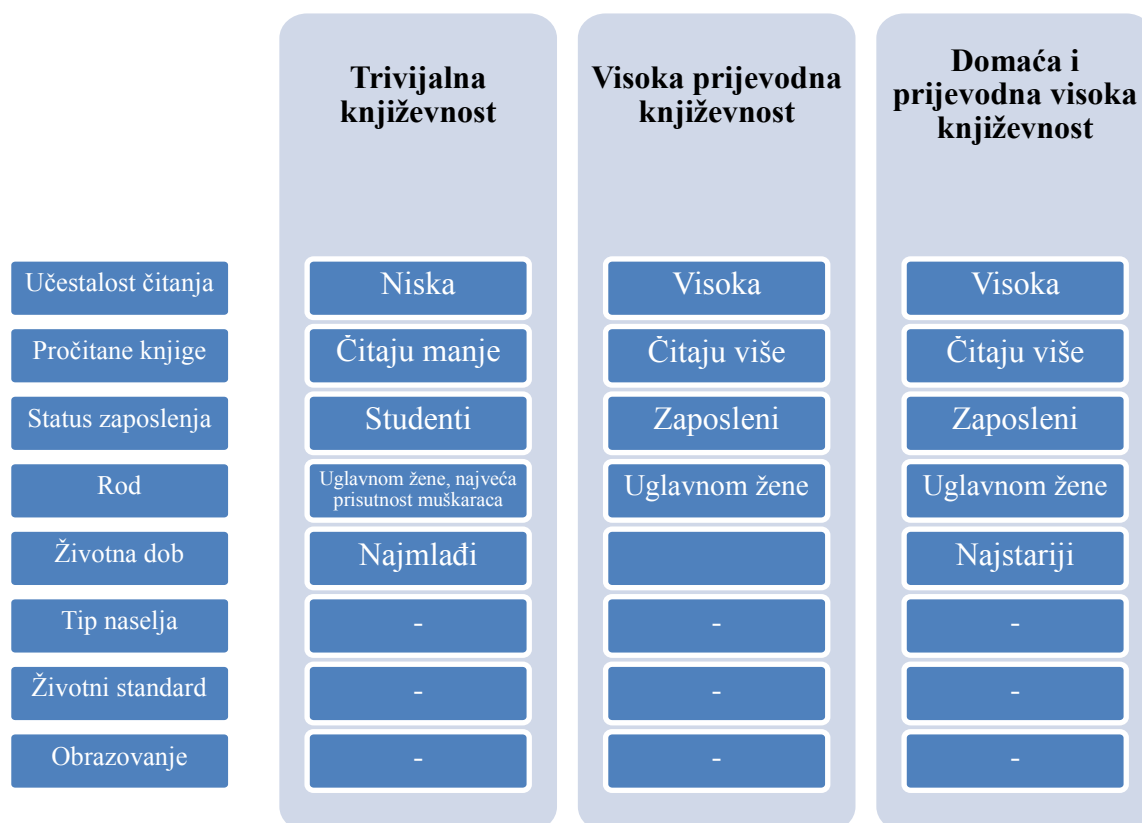 Trivijalna
književnost
Visoka prijevodna
književnost
Domaća i
prijevodna visoka
književnost
Učestalost čitanja
Niska
Visoka
Visoka
Pročitane knjige
Čitaju manje
Čitaju više
Čitaju više
Status zaposlenja
Studenti
Zaposleni
Zaposleni
Rod
Uglavnom žene, najveća
prisutnost muškaraca
Uglavnom žene
Uglavnom žene
Životna dob
Najmlađi
Najstariji
Tip naselja
-
-
-
Životni standard
-
-
-
Obrazovanje
-
-
-